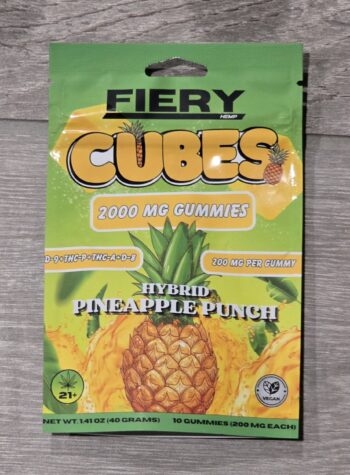 FIERY
HEMP
CUBES
2000 MG GUMMIES
D-9+THC-P+THC-A+D-8
200 MG PER GUMMY
HYBRID
PINEAPPLE PUNCH
21+
VEGAN
NET WT. 1.41 OZ (40 GRAMS)
10 GUMMIES (200 MG EACH)